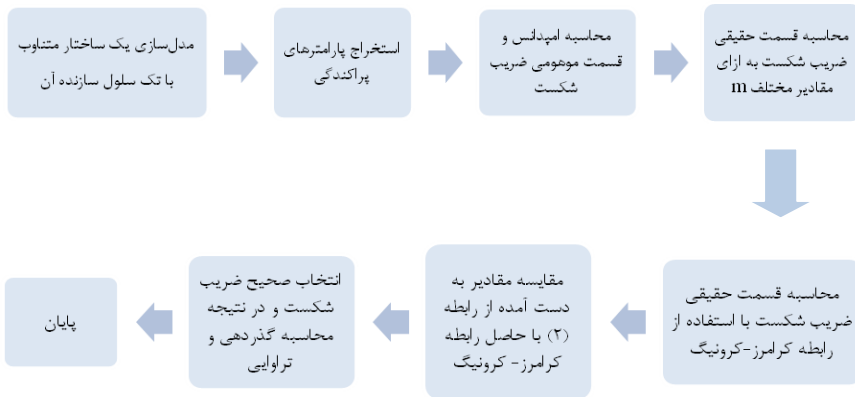 مدل‌سازی یک ساختار متناوب
با تک سلول سازنده آن
استخراج پارامترهای
پراکندگی
محاسبه امپدانس و
قسمت موهومی ضریب
شکست
محاسبه قسمت حقیقی
ضریب شکست به ازای
مقادیر مختلف m
محاسبه قسمت حقیقی
ضریب شکست با استفاده از
رابطه کرامرز-کرونیگ
مقایسه مقادیر به
دست آمده از رابطه
(۲) با حاصل رابطه
کرامرز- کرونیگ
انتخاب صحیح ضریب
شکست و در نتیجه
محاسبه گذردهی و
تراوایی
پایان